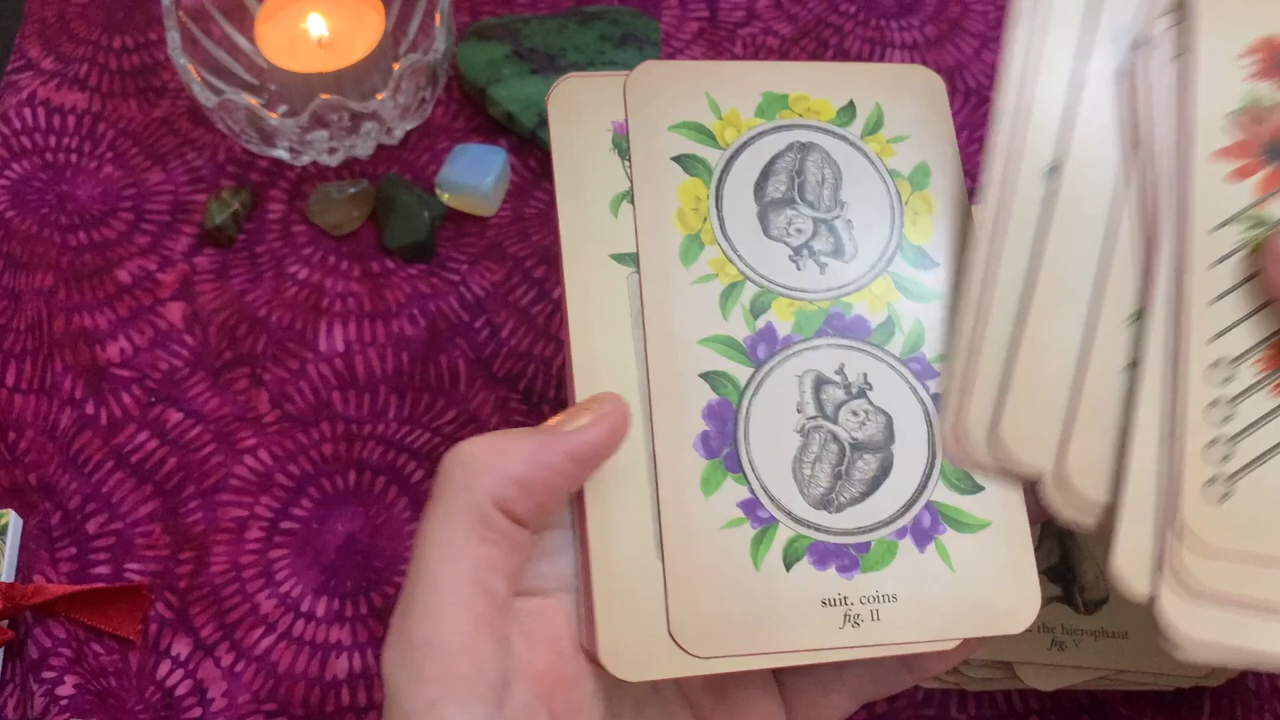 suit. coins
fig. II
the hierophant
fig. V